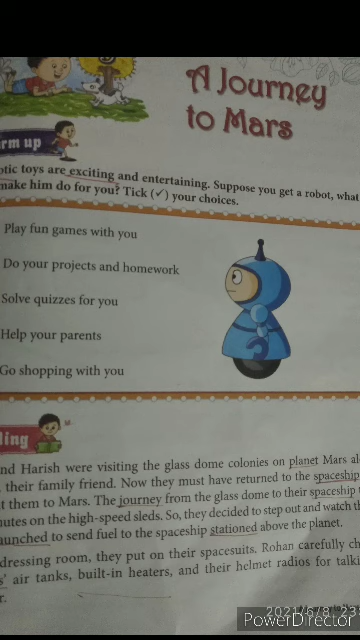 A Journey
to Mars
rm up
otic toys are exciting and entertaining. Suppose you get a robot, what
make him do for you? Tick (✓) your choices.
Play fun games with you
Do your projects and homework
Solve quizzes for you
Help your parents
Go shopping with you
ling
nd Harish were visiting the glass dome colonies on planet Mars al
their family friend. Now they must have returned to the spaceship
t them to Mars. The journey from the glass dome to their spaceship
nutes on the high-speed sleds. So, they decided to step out and watch th
aunched to send fuel to the spaceship stationed above the planet.
dressing room, they put on their spacesuits. Rohan carefully ch
s' air tanks, built-in heaters, and their helmet radios for talki
r.
2021/6/8 23
PowerDirector